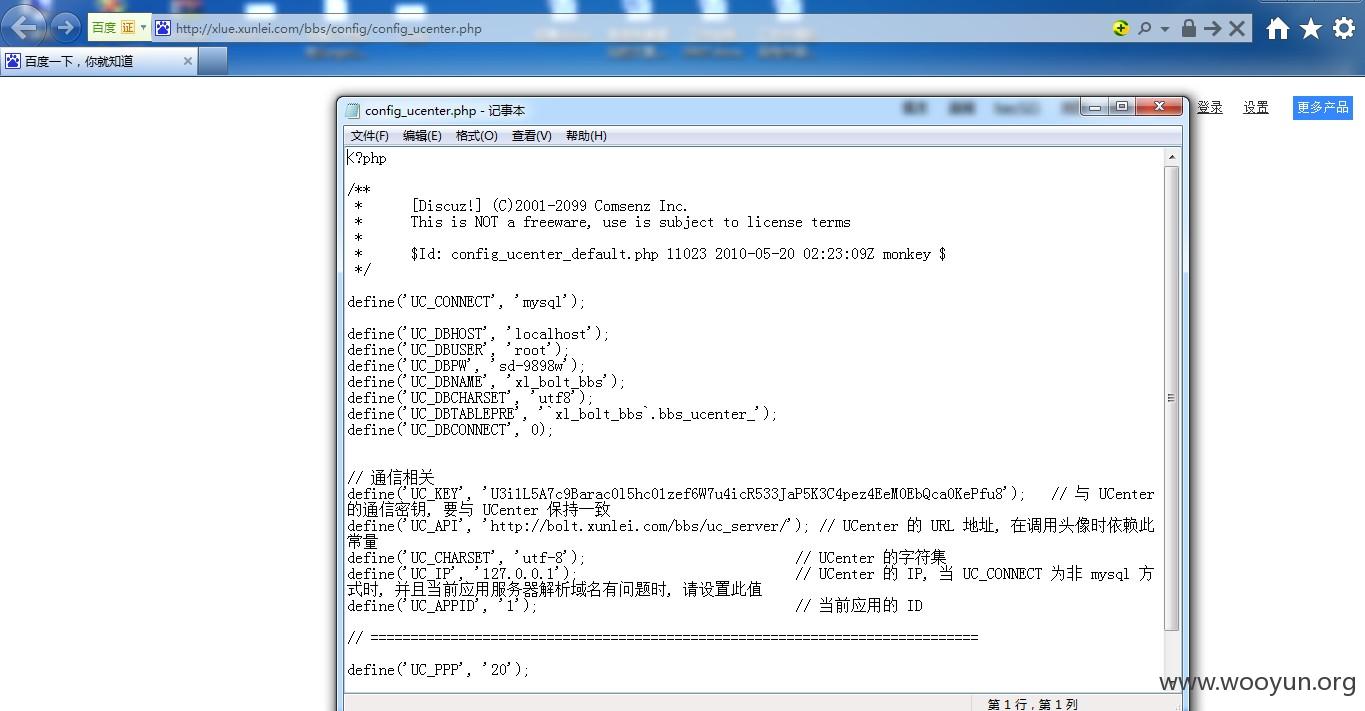 百度 证
http://xlue.xunlei.com/bbs/config/config_ucenter.php
百度一下，你就知道
登录 设置 更多产品
config_ucenter.php - 记事本
文件(F) 编辑(E) 格式(O) 查看(V) 帮助(H)
<?php
/**
* [Discuz!] (C)2001-2099 Comsenz Inc.
* This is NOT a freeware, use is subject to license terms
*
* $Id: config_ucenter_default.php 11023 2010-05-20 02:23:09Z monkey $
*/
define('UC_CONNECT', 'mysql');
define('UC_DBHOST', 'localhost');
define('UC_DBUSER', 'root');
define('UC_DBPW', 'sd-9898w');
define('UC_DBNAME', 'xl_bolt_bbs');
define('UC_DBCHARSET', 'utf8');
define('UC_DBTABLEPRE', '`xl_bolt_bbs`.bbs_ucenter_');
define('UC_DBCONNECT', 0);
// 通信相关
define('UC_KEY', 'U3i1L5A7c9Barac0l5hc01zef6W7u4icR533JaP5K3C4pez4EeM0EbQca0KePfu8'); // 与 UCenter
的通信密钥, 要与 UCenter 保持一致
define('UC_API', 'http://bolt.xunlei.com/bbs/uc_server/'); // UCenter 的 URL 地址, 在调用头像时依赖此
常量
define('UC_CHARSET', 'utf-8'); // UCenter 的字符集
define('UC_IP', '127.0.0.1'); // UCenter 的 IP, 当 UC_CONNECT 为非 mysql 方
式时, 并且当前应用服务器解析域名有问题时, 请设置此值
define('UC_APPID', '1'); // 当前应用的 ID
// ============================================================================
define('UC_PPP', '20');
第 1 行，第 1 列
www.wooyun.org